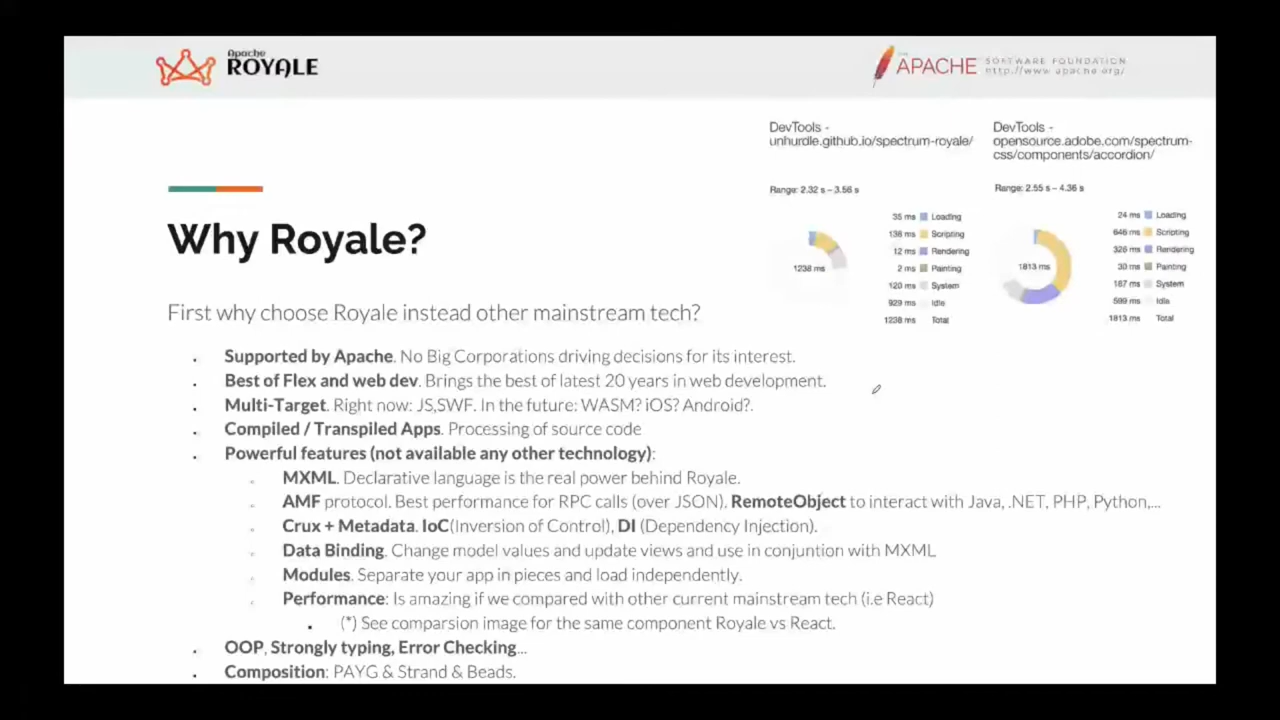 Apache
ROYALE
THE
APACHE
SOFTWARE FOUNDATION
http://www.apache.org/
DevTools -
unhurdle.github.io/spectrum-royale/
DevTools -
opensource.adobe.com/spectrum-
css/components/accordion/
Range: 2.32 s – 3.56 s
35 ms Loading
138 ms Scripting
12 ms Rendering
2 ms Painting
120 ms System
929 ms Idle
1238 ms Total
1238 ms
Range: 2.55 s – 4.36 s
24 ms Loading
646 ms Scripting
326 ms Rendering
30 ms Painting
187 ms System
599 ms Idle
1813 ms Total
1813 ms
Why Royale?
First why choose Royale instead other mainstream tech?
Supported by Apache. No Big Corporations driving decisions for its interest.
Best of Flex and web dev. Brings the best of latest 20 years in web development.
Multi-Target. Right now: JS,SWF. In the future: WASM? iOS? Android?.
Compiled / Transpiled Apps. Processing of source code
Powerful features (not available any other technology):
MXML. Declarative language is the real power behind Royale.
AMF protocol. Best performance for RPC calls (over JSON). RemoteObject to interact with Java, .NET, PHP, Python,...
Crux + Metadata. IoC(Inversion of Control), DI (Dependency Injection).
Data Binding. Change model values and update views and use in conjuntion with MXML
Modules. Separate your app in pieces and load independently.
Performance: Is amazing if we compared with other current mainstream tech (i.e React)
(*) See comparsion image for the same component Royale vs React.
OOP, Strongly typing, Error Checking...
Composition: PAYG & Strand & Beads.